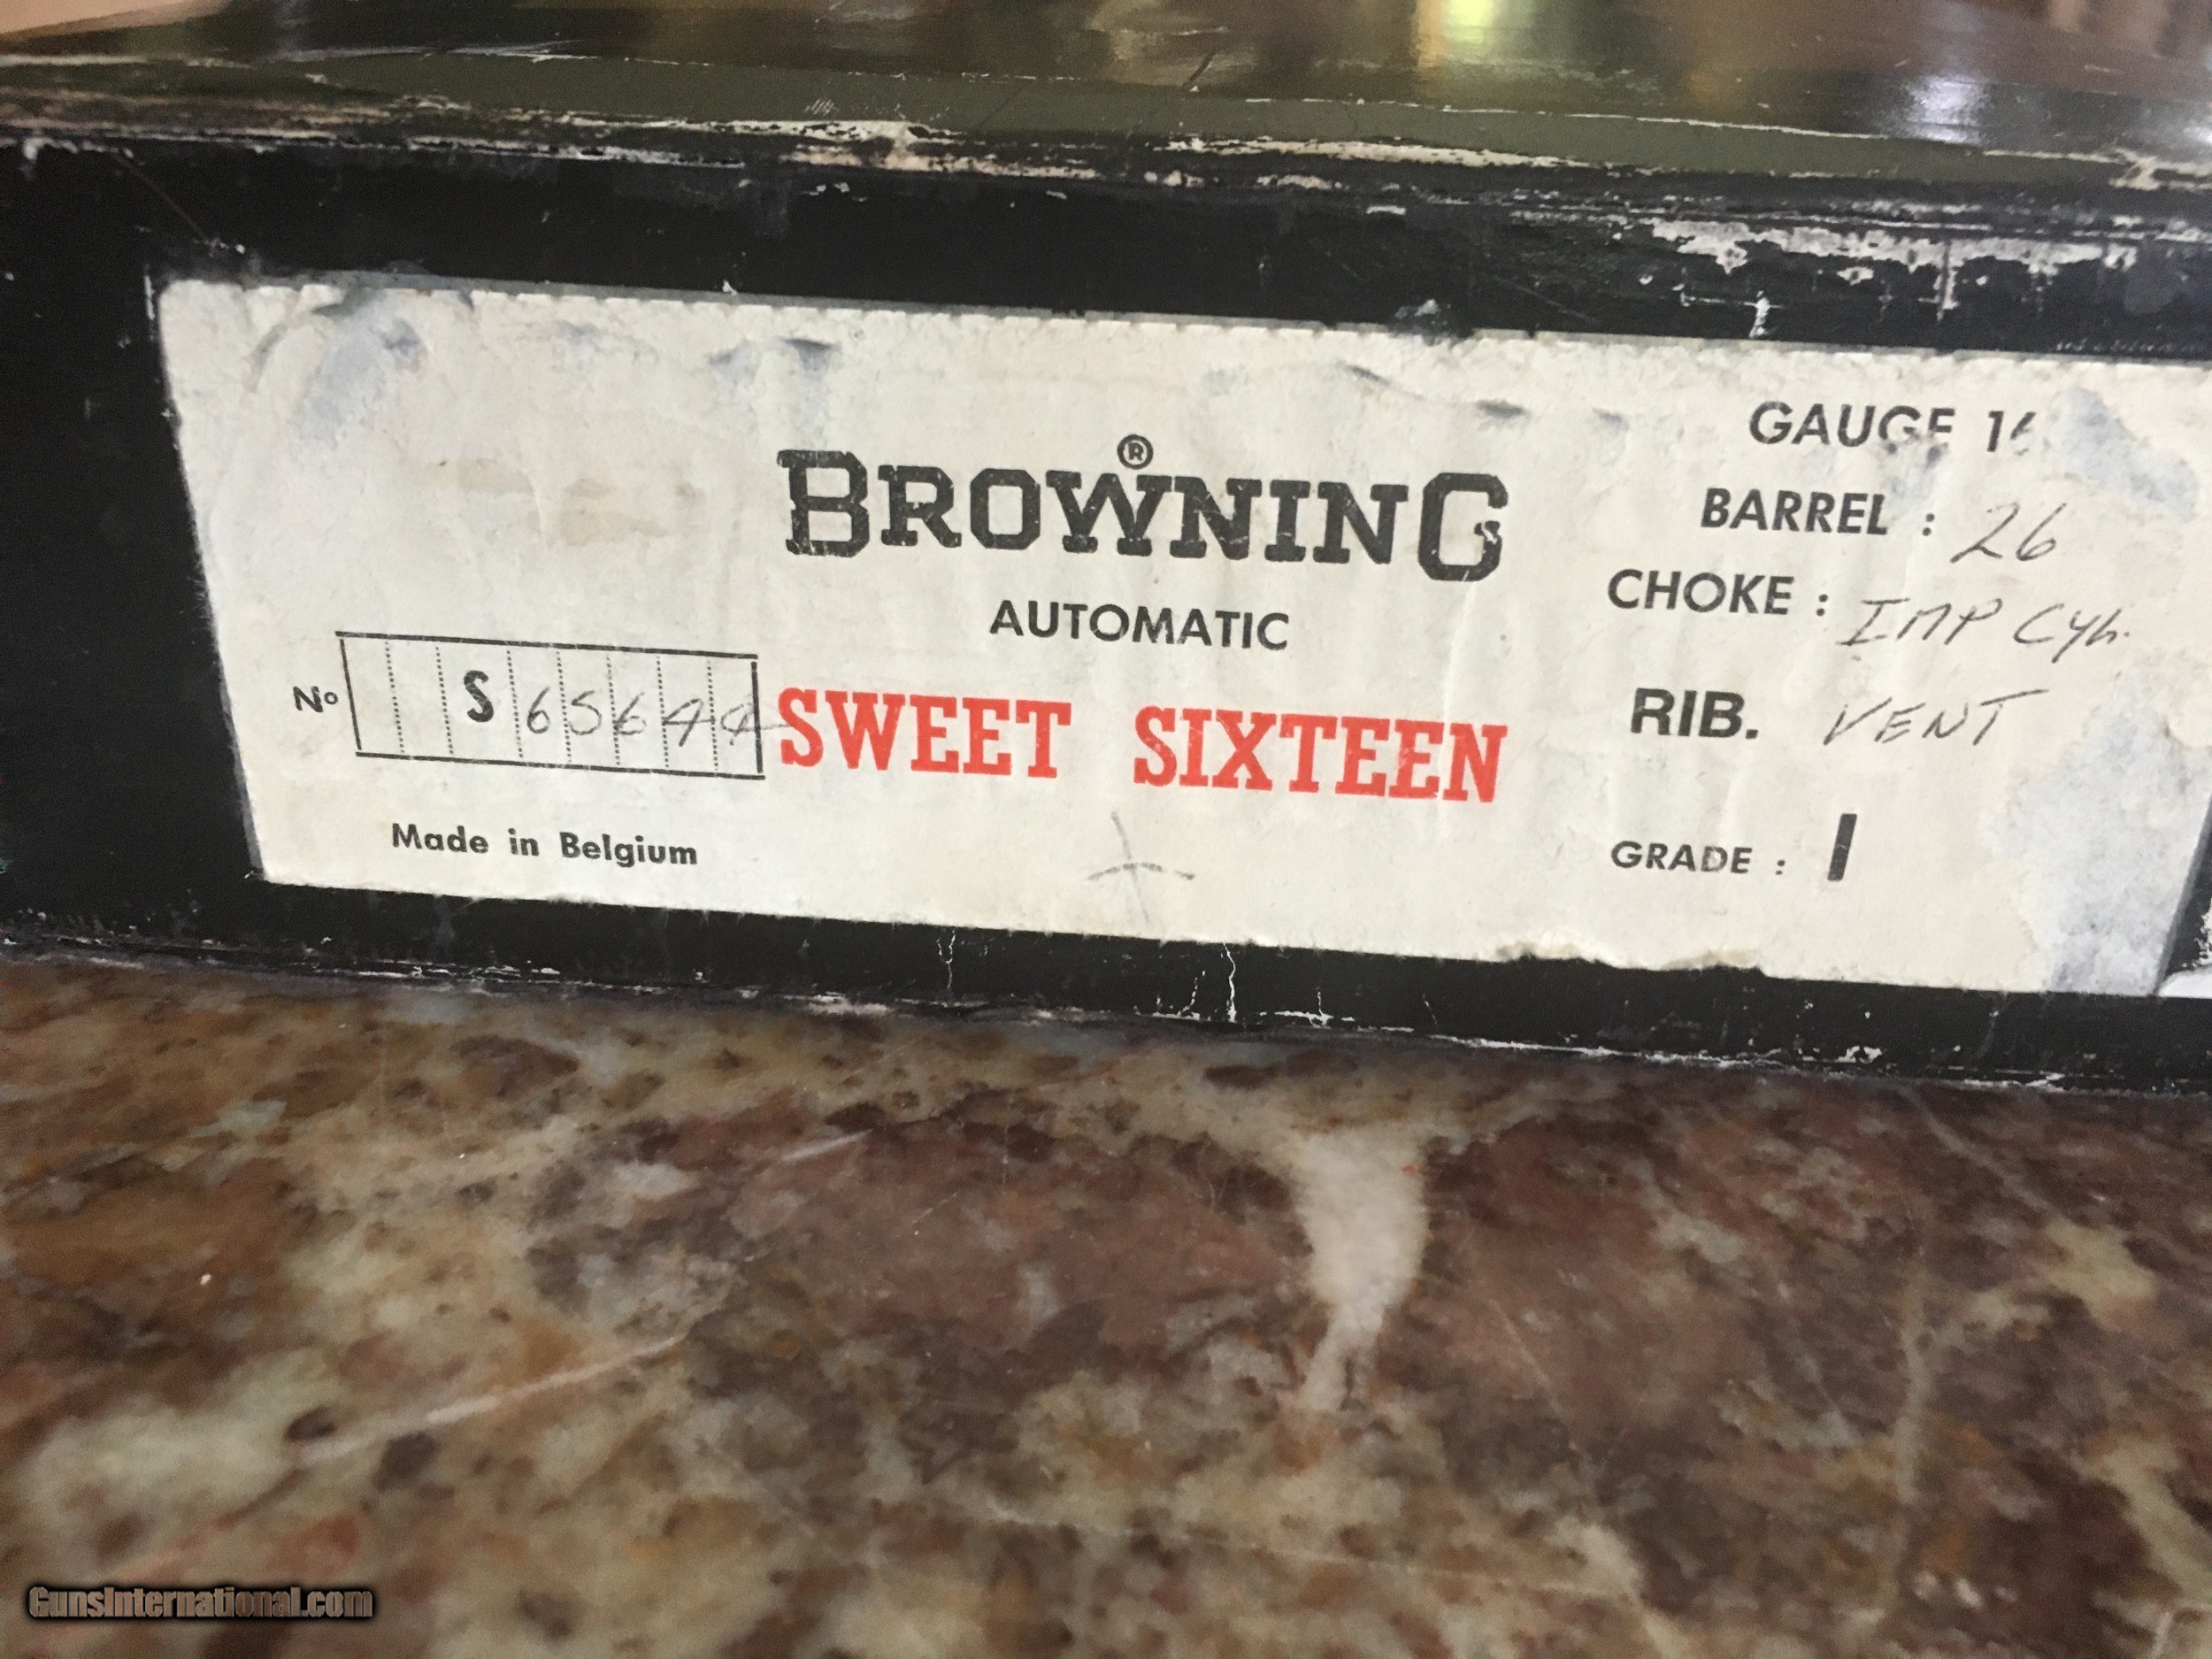 BROWNING®
AUTOMATIC
SWEET SIXTEEN
No S 65644
Made in Belgium
GAUGE 16
BARREL : 26
CHOKE : IMP Cyl.
RIB. VENT
GRADE : I
GunsInternational.com